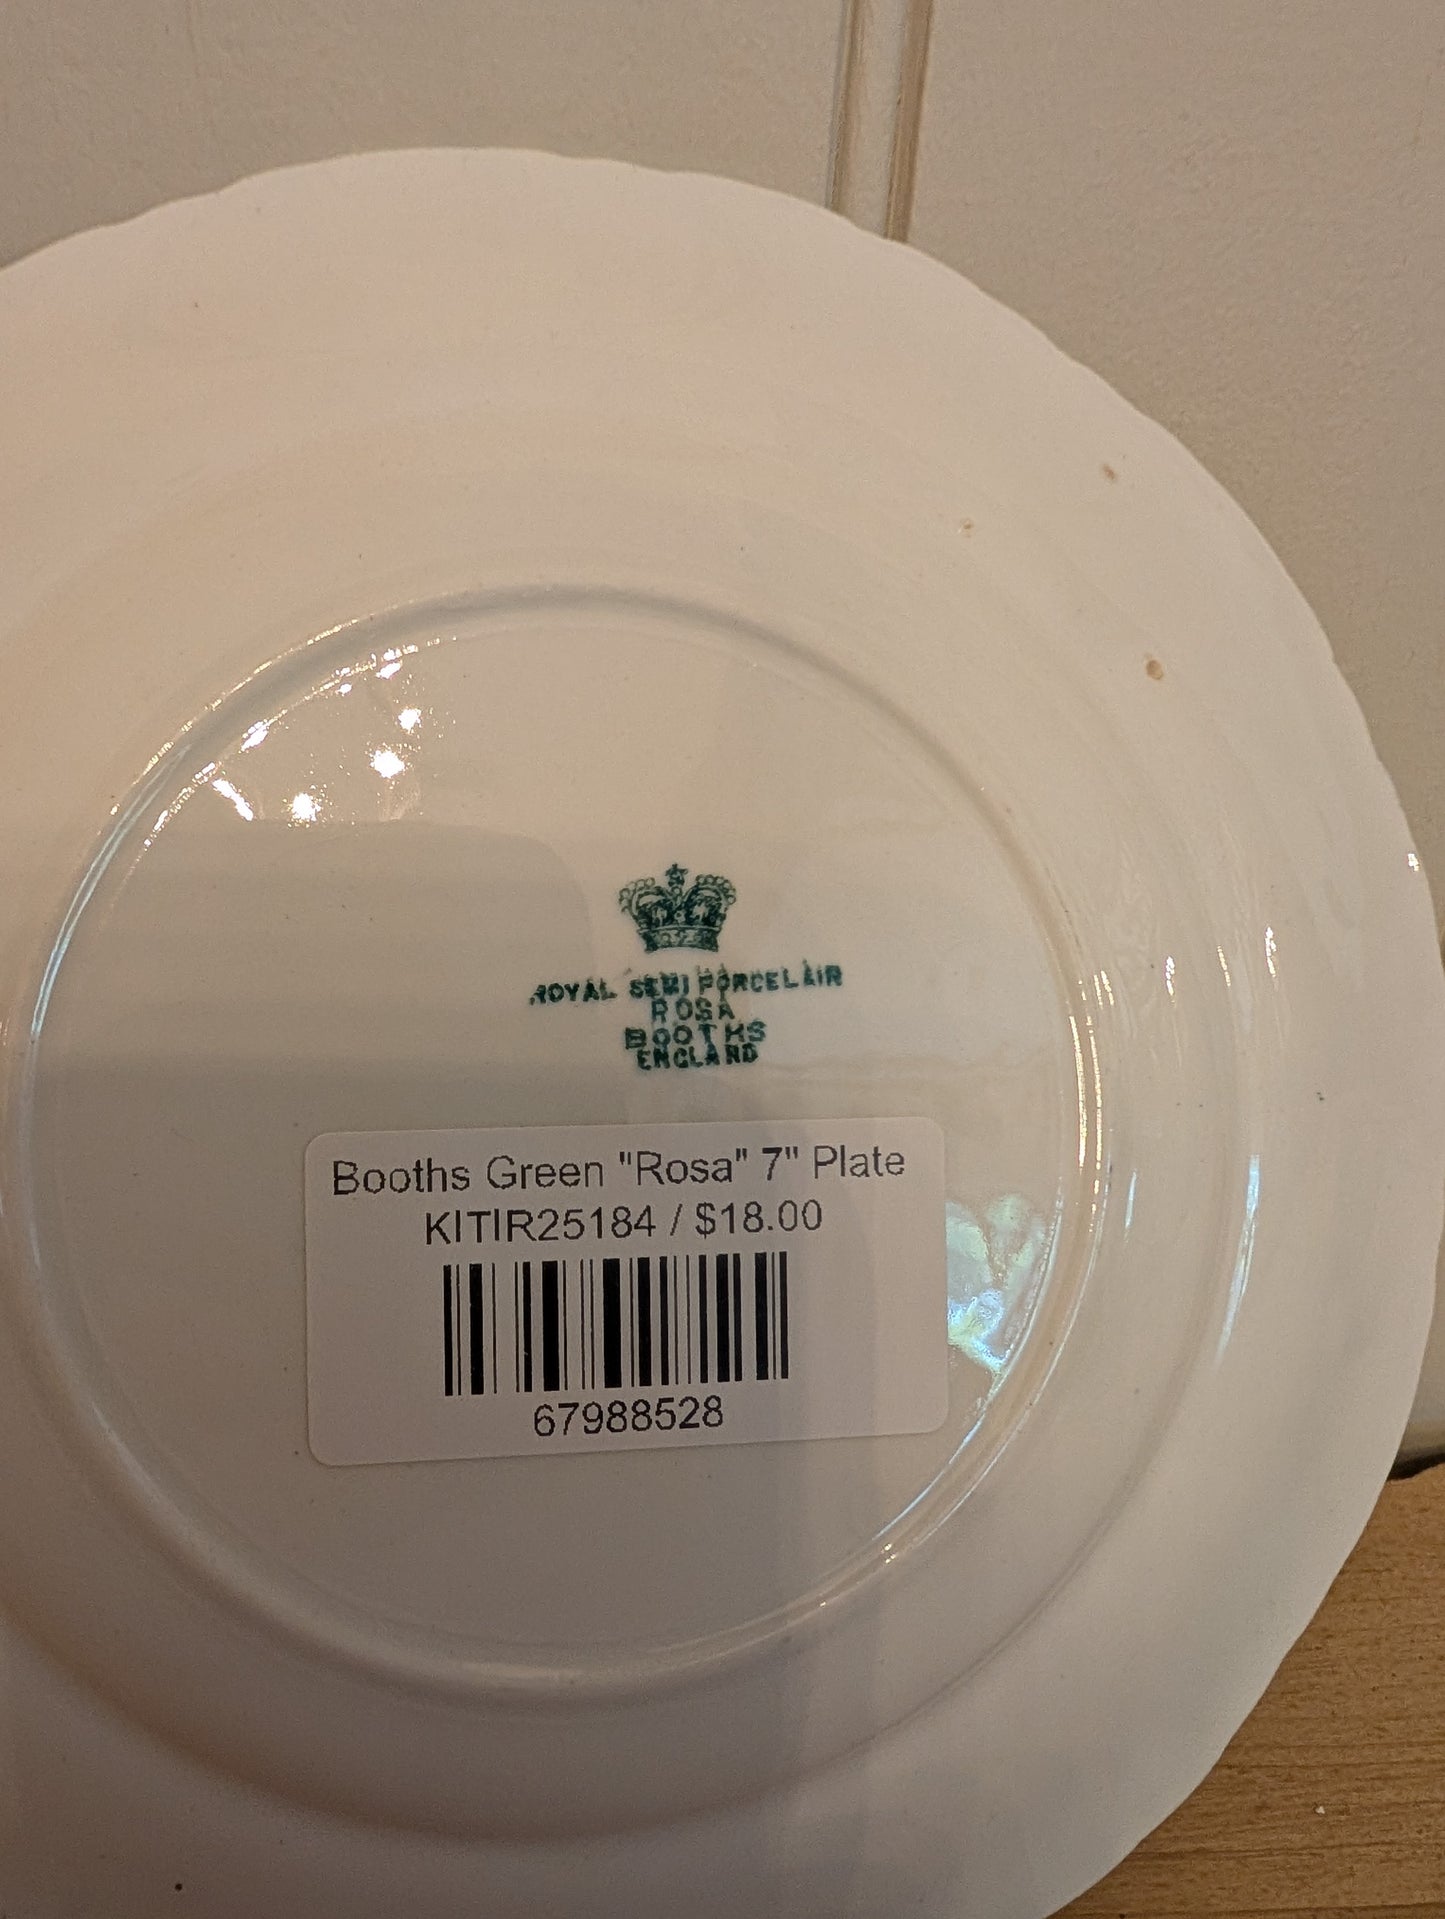 ROYAL SEMI PORCELAIN
ROSA
BOOTHS
ENGLAND
Booths Green "Rosa" 7" Plate
KITIR25184 / $18.00
67988528